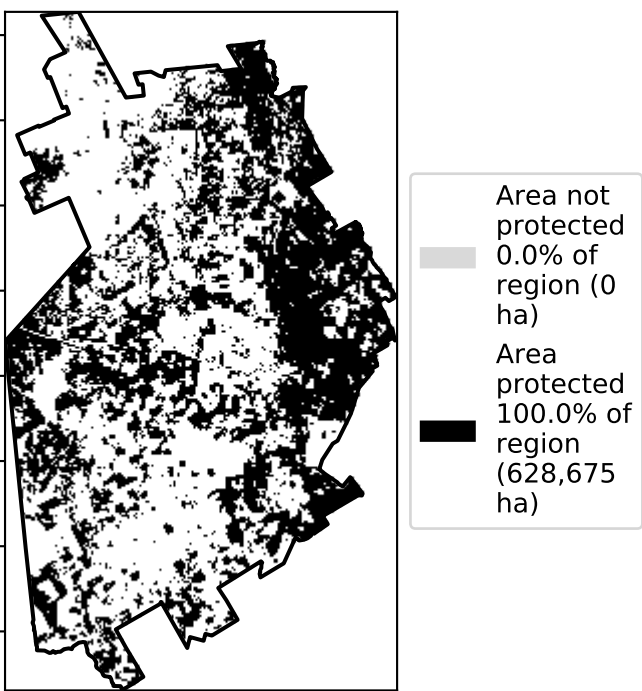 Area not
protected
0.0% of
region (0
ha)
Area
protected
100.0% of
region
(628,675
ha)